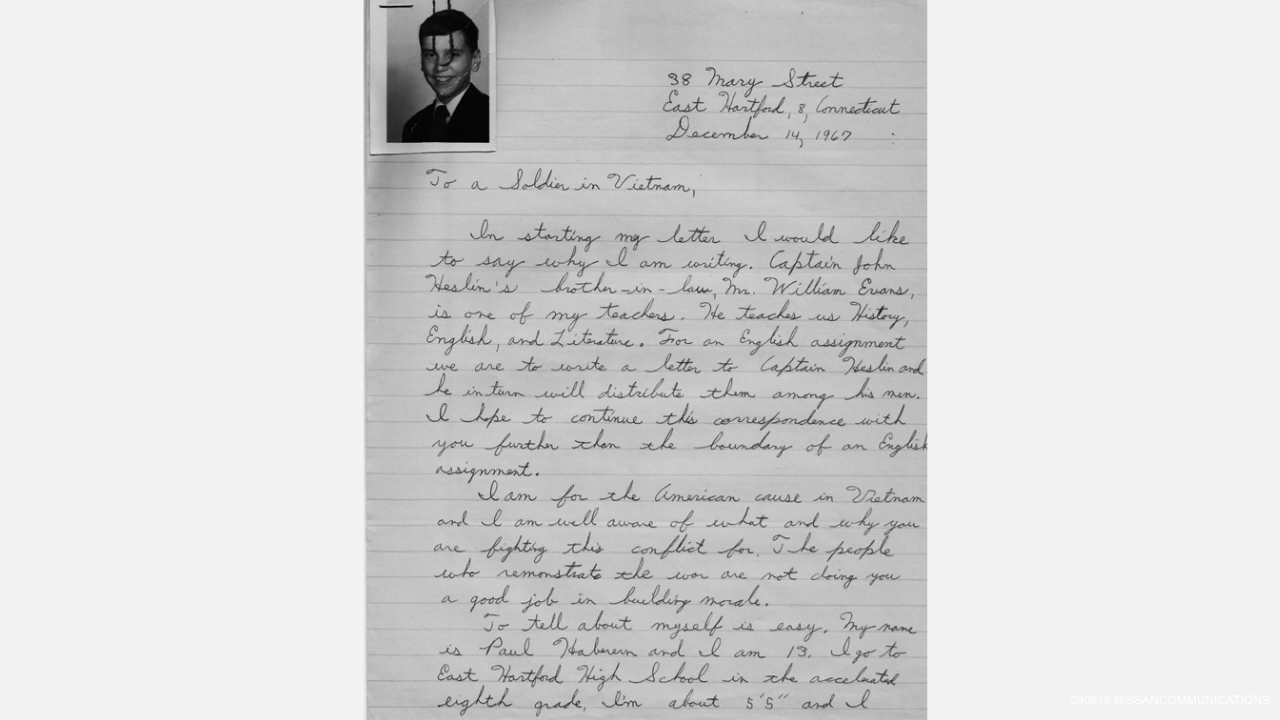 38 Mary Street
East Hartford, 8, Connecticut
December 14, 1967
To a Soldier in Vietnam,
In starting my letter I would like
to say why I am writing. Captain John
Heslin's brother-in-law, Mr. William Evans,
is one of my teachers. He teaches us History,
English, and Literature. For an English assignment
we are to write a letter to Captain Heslin and
he in turn will distribute them among his men.
I hope to continue this correspondence with
you further than the boundary of an English
assignment.
I am for the American cause in Vietnam
and I am well aware of what and why you
are fighting this conflict for. The people
who remonstrate the war are not doing you
a good job in building morale.
To tell about myself is easy. My name
is Paul Haberern and I am 13. I go to
East Hartford High School in the accelerated
eighth grade, I'm about 5'5" and I
080818 NISSANCOMMUNICATIONS